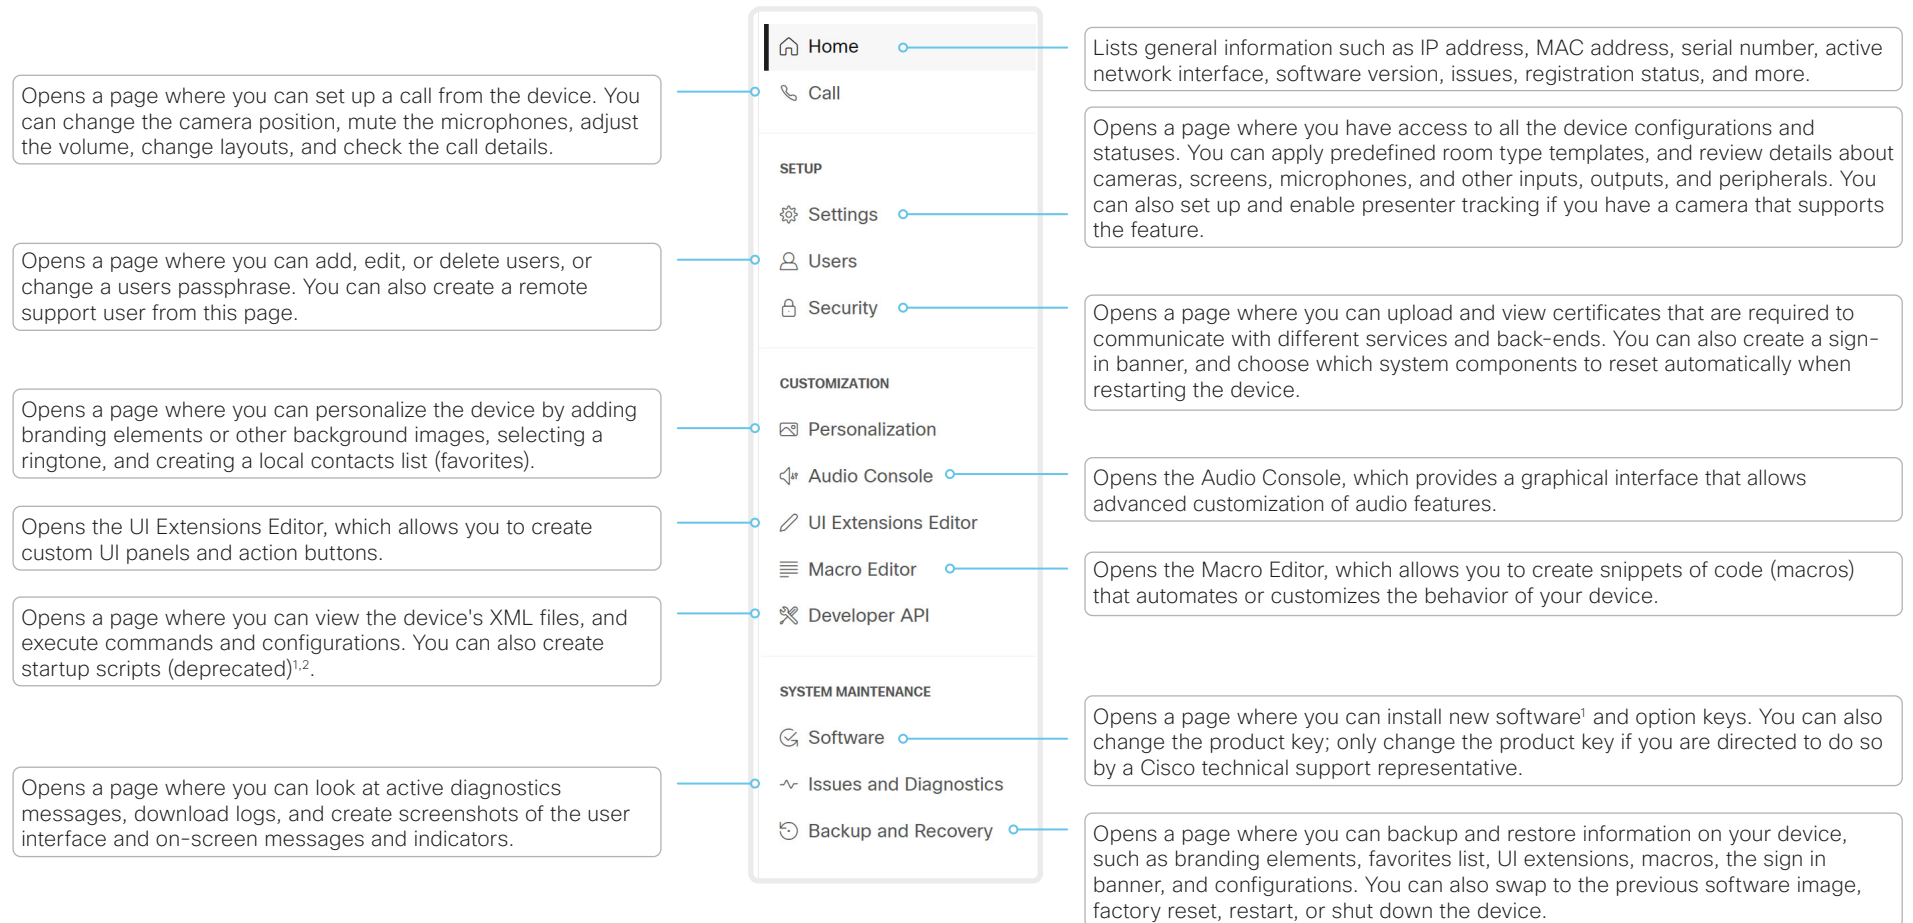 Home
Call
SETUP
Settings
Users
Security
CUSTOMIZATION
Personalization
Audio Console
UI Extensions Editor
Macro Editor
Developer API
SYSTEM MAINTENANCE
Software
Issues and Diagnostics
Backup and Recovery
Opens a page where you can set up a call from the device. You
can change the camera position, mute the microphones, adjust
the volume, change layouts, and check the call details.
Opens a page where you can add, edit, or delete users, or
change a users passphrase. You can also create a remote
support user from this page.
Opens a page where you can personalize the device by adding
branding elements or other background images, selecting a
ringtone, and creating a local contacts list (favorites).
Opens the UI Extensions Editor, which allows you to create
custom UI panels and action buttons.
Opens a page where you can view the device's XML files, and
execute commands and configurations. You can also create
startup scripts (deprecated)1,2.
Opens a page where you can look at active diagnostics
messages, download logs, and create screenshots of the user
interface and on-screen messages and indicators.
Lists general information such as IP address, MAC address, serial number, active
network interface, software version, issues, registration status, and more.
Opens a page where you have access to all the device configurations and
statuses. You can apply predefined room type templates, and review details about
cameras, screens, microphones, and other inputs, outputs, and peripherals. You
can also set up and enable presenter tracking if you have a camera that supports
the feature.
Opens a page where you can upload and view certificates that are required to
communicate with different services and back-ends. You can also create a sign-
in banner, and choose which system components to reset automatically when
restarting the device.
Opens the Audio Console, which provides a graphical interface that allows
advanced customization of audio features.
Opens the Macro Editor, which allows you to create snippets of code (macros)
that automates or customizes the behavior of your device.
Opens a page where you can install new software1 and option keys. You can also
change the product key; only change the product key if you are directed to do so
by a Cisco technical support representative.
Opens a page where you can backup and restore information on your device,
such as branding elements, favorites list, UI extensions, macros, the sign in
banner, and configurations. You can also swap to the previous software image,
factory reset, restart, or shut down the device.